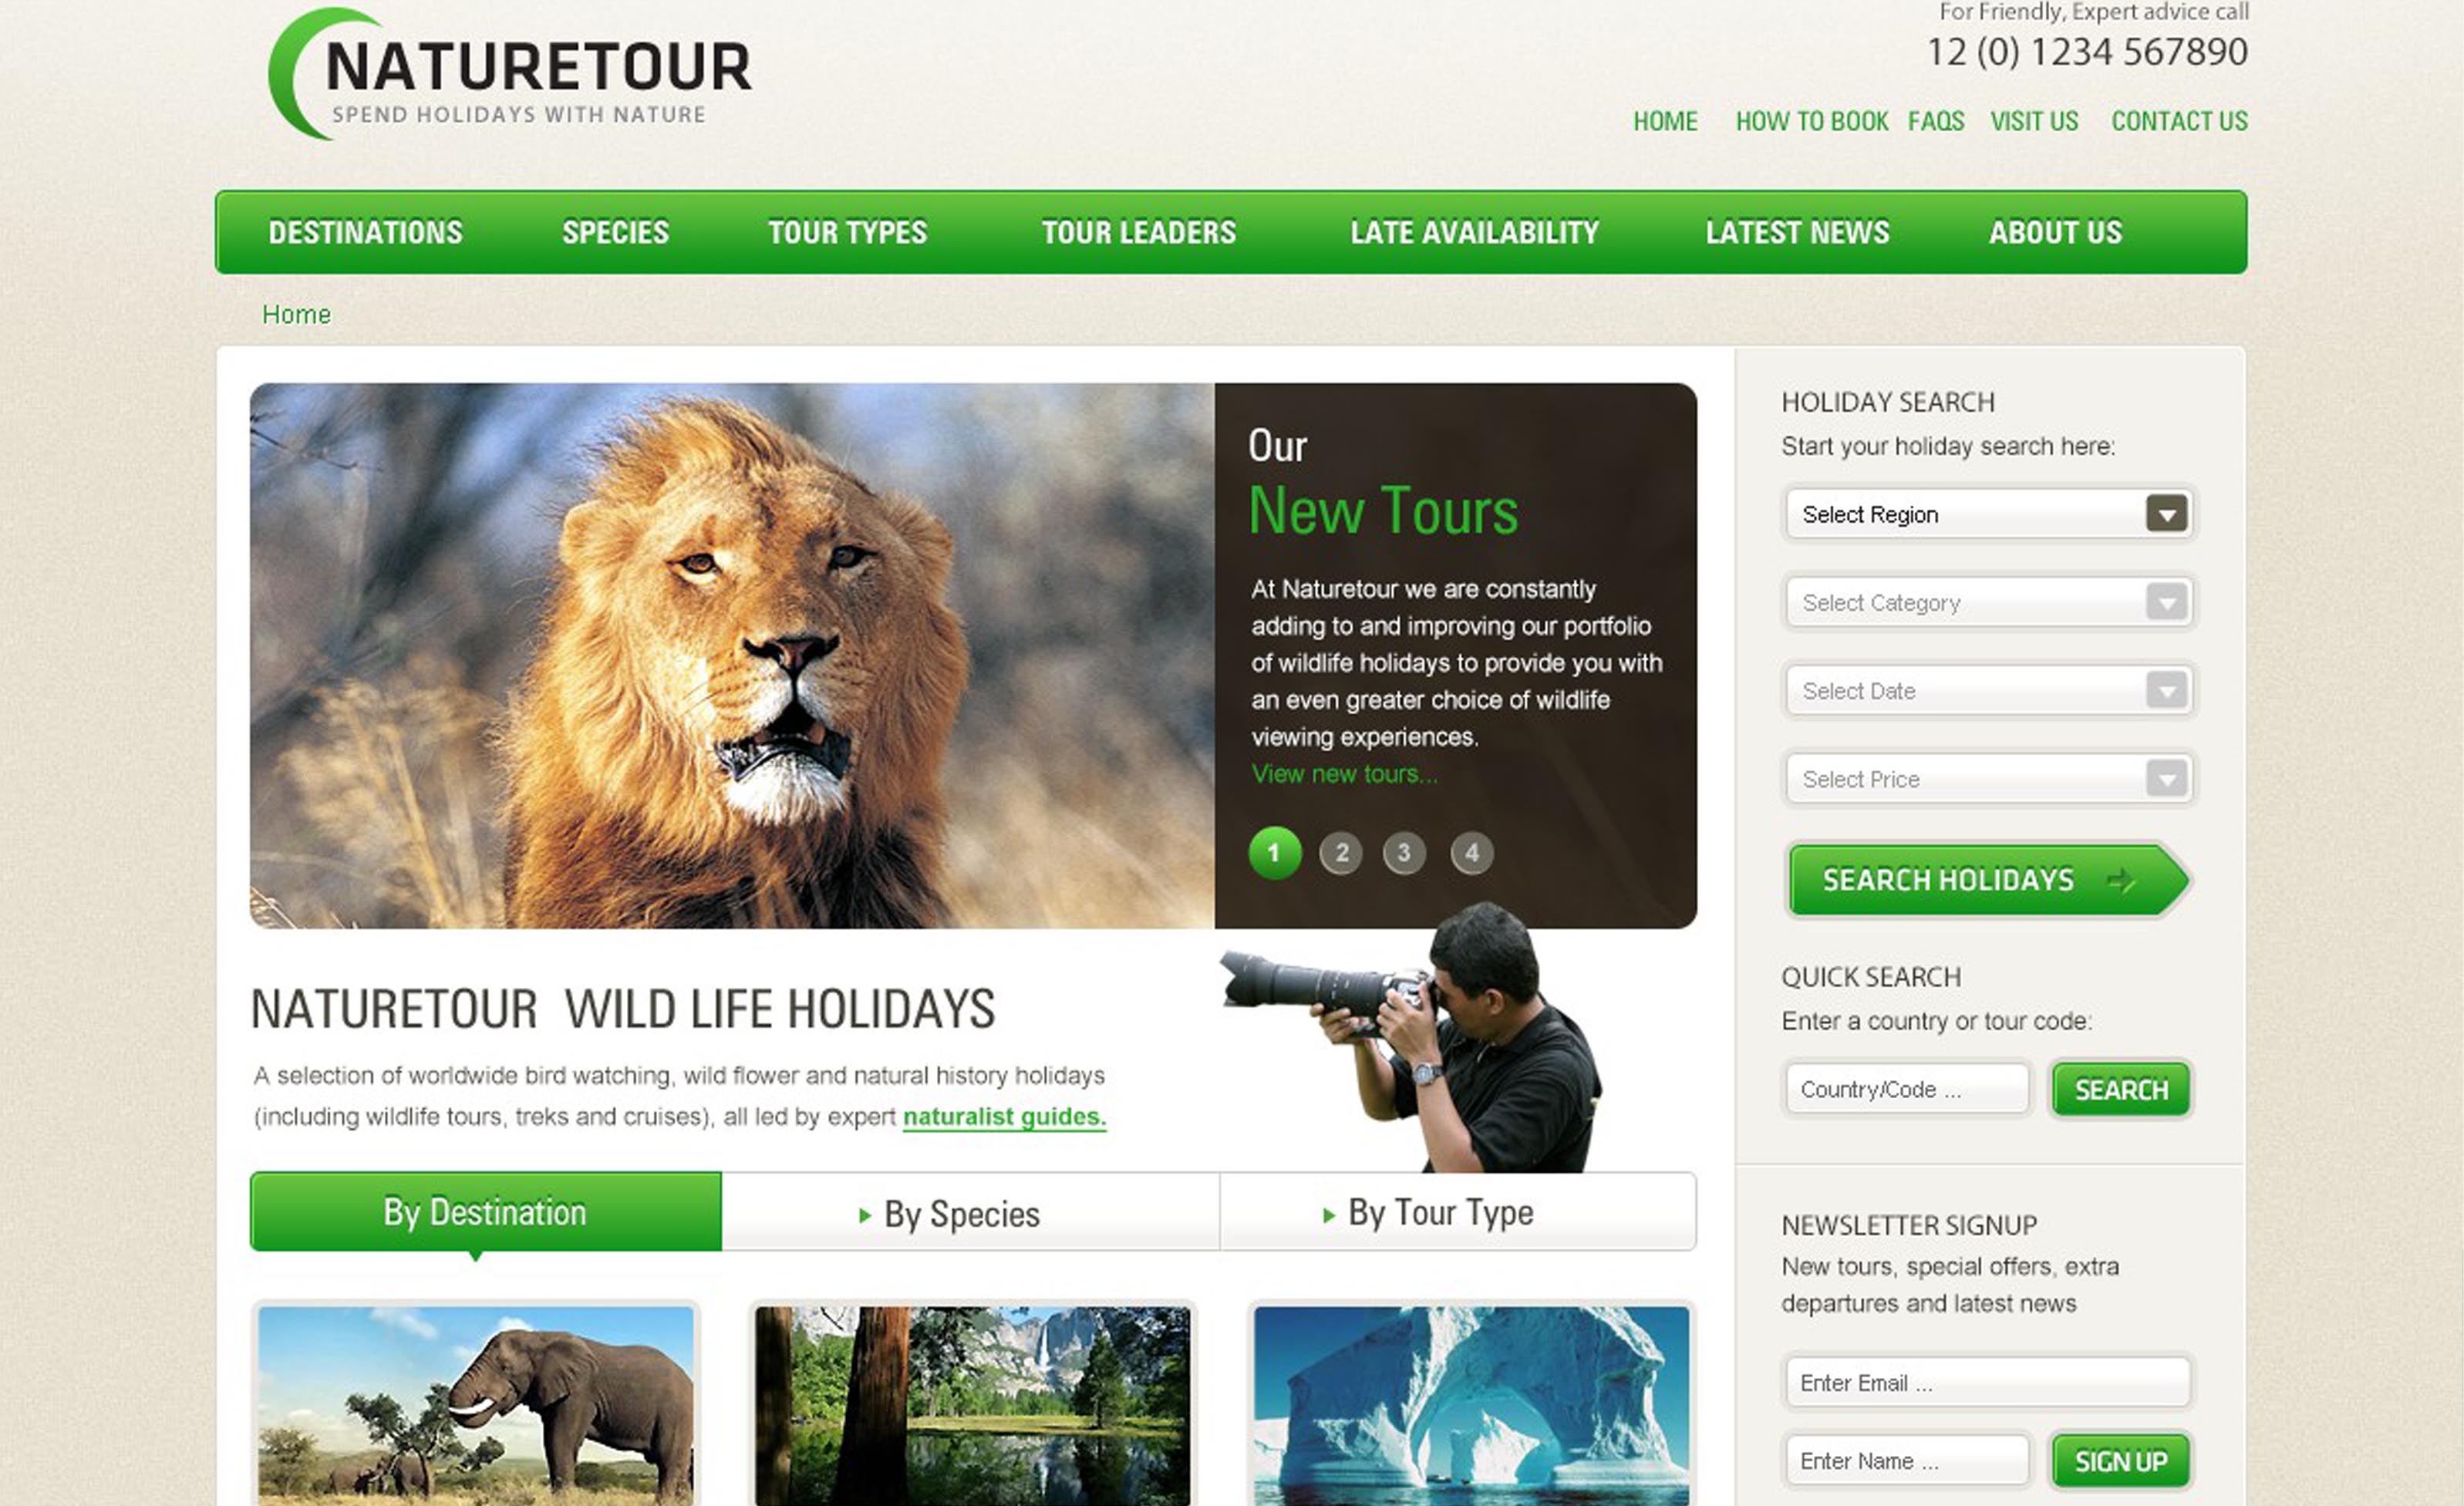 NATURETOUR
SPEND HOLIDAYS WITH NATURE
For Friendly, Expert advice call
12 (0) 1234 567890
HOME HOW TO BOOK FAQS VISIT US CONTACT US
DESTINATIONS SPECIES TOUR TYPES TOUR LEADERS LATE AVAILABILITY LATEST NEWS ABOUT US
Home
Our
New Tours
At Naturetour we are constantly
adding to and improving our portfolio
of wildlife holidays to provide you with
an even greater choice of wildlife
viewing experiences.
View new tours...
1 2 3 4
NATURETOUR WILD LIFE HOLIDAYS
A selection of worldwide bird watching, wild flower and natural history holidays
(including wildlife tours, treks and cruises), all led by expert naturalist guides.
By Destination
By Species
By Tour Type
HOLIDAY SEARCH
Start your holiday search here:
Select Region
Select Category
Select Date
Select Price
SEARCH HOLIDAYS
QUICK SEARCH
Enter a country or tour code:
Country/Code ...
SEARCH
NEWSLETTER SIGNUP
New tours, special offers, extra
departures and latest news
Enter Email ...
Enter Name ...
SIGN UP